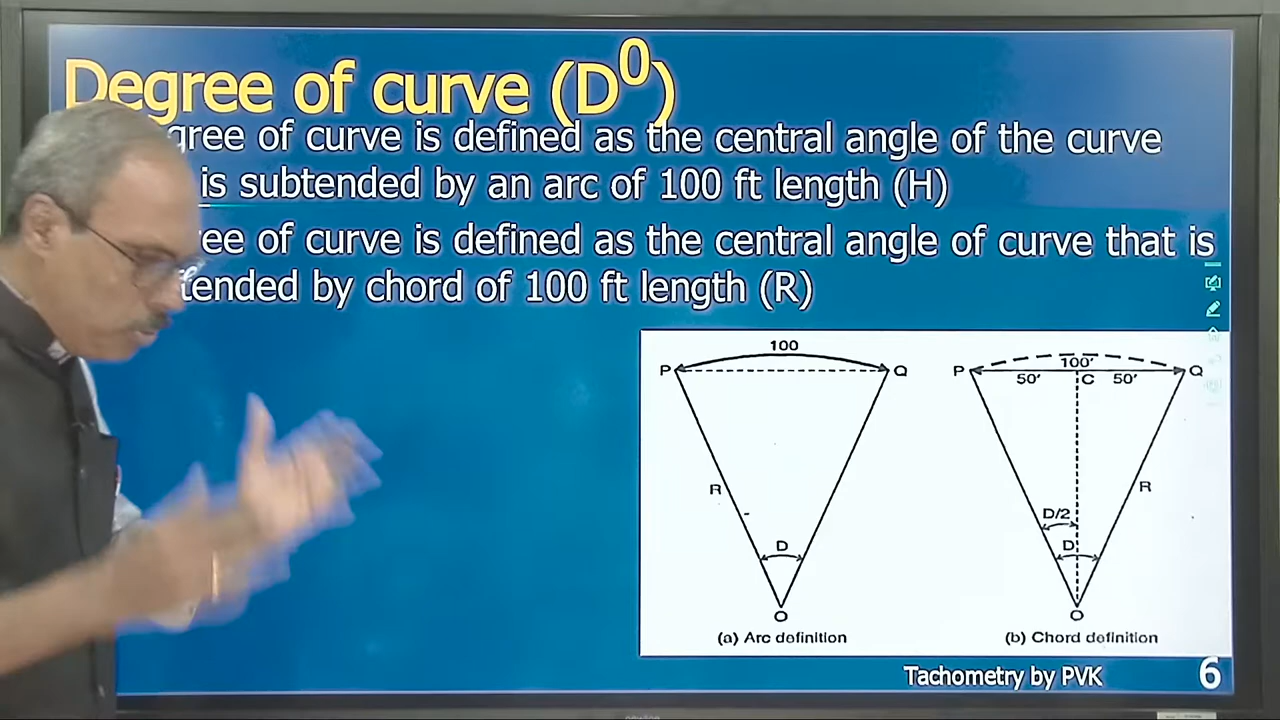 Degree of curve (D⁰)
gree of curve is defined as the central angle of the curve
is subtended by an arc of 100 ft length (H)
ree of curve is defined as the central angle of curve that is
tended by chord of 100 ft length (R)
100
P
Q
R
D
O
(a) Arc definition
P
100′
Q
50′
C
50′
R
D/2
D
O
(b) Chord definition
Tachometry by PVK
6